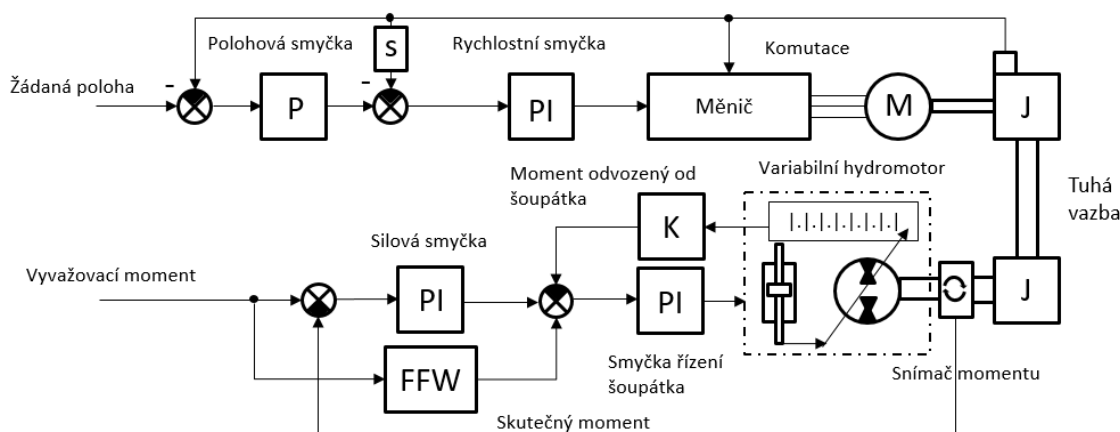 Polohová smyčka
s
Rychlostní smyčka
Komutace
Žádaná poloha
-
-
P
PI
Měnič
M
J
Variabilní hydromotor
Moment odvozený od
šoupátka
Tuhá
vazba
K
|.|.|.|.|.|.|.|
Silová smyčka
Vyvažovací moment
PI
PI
J
FFW
Smyčka řízení
šoupátka
Snímač momentu
Skutečný moment